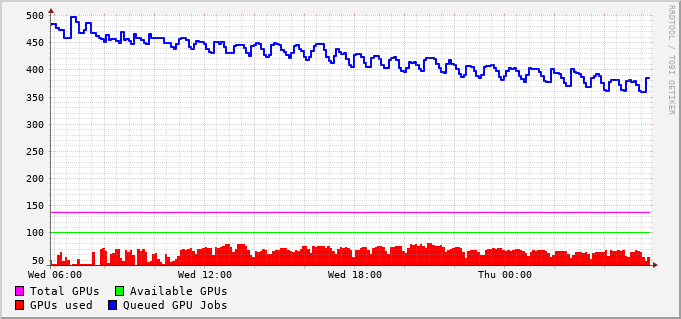 500
450
400
350
300
250
200
150
100
50
Wed 06:00 Wed 12:00 Wed 18:00 Thu 00:00
Total GPUs Available GPUs
GPUs used Queued GPU Jobs
RRDTOOL / TOBI OETIKER